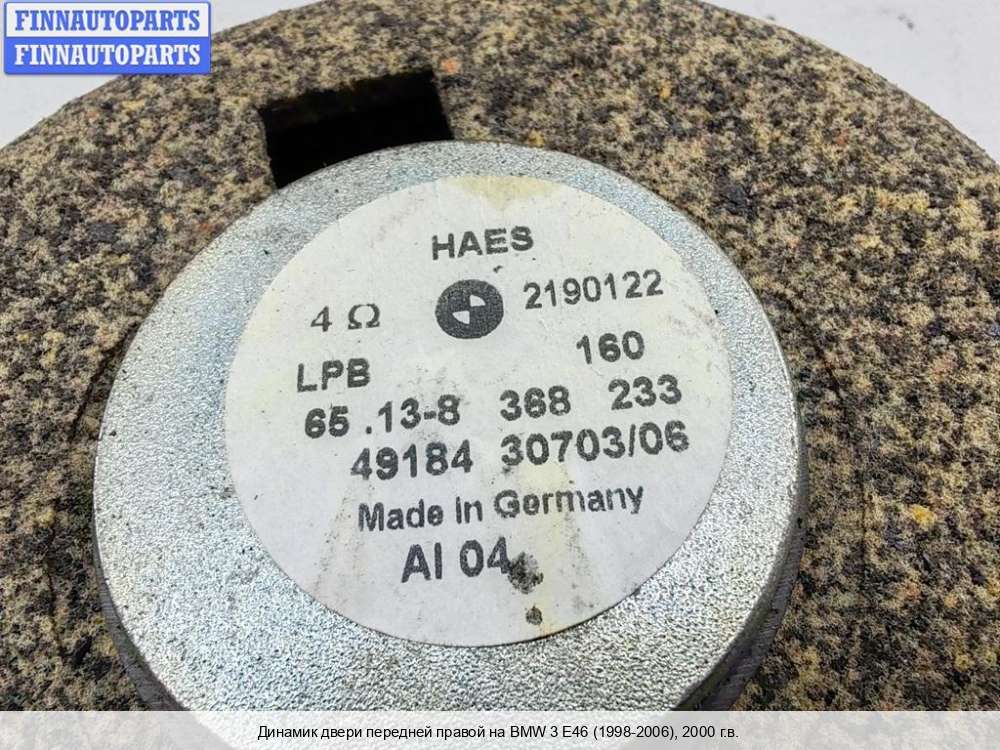 FINNAUTOPARTS
FINNAUTOPARTS
HAES
4 Ω 2190122
LPB 160
65 .13-8 368 233
49184 30703/06
Made in Germany
AI 04
Динамик двери передней правой на BMW 3 E46 (1998-2006), 2000 г.в.